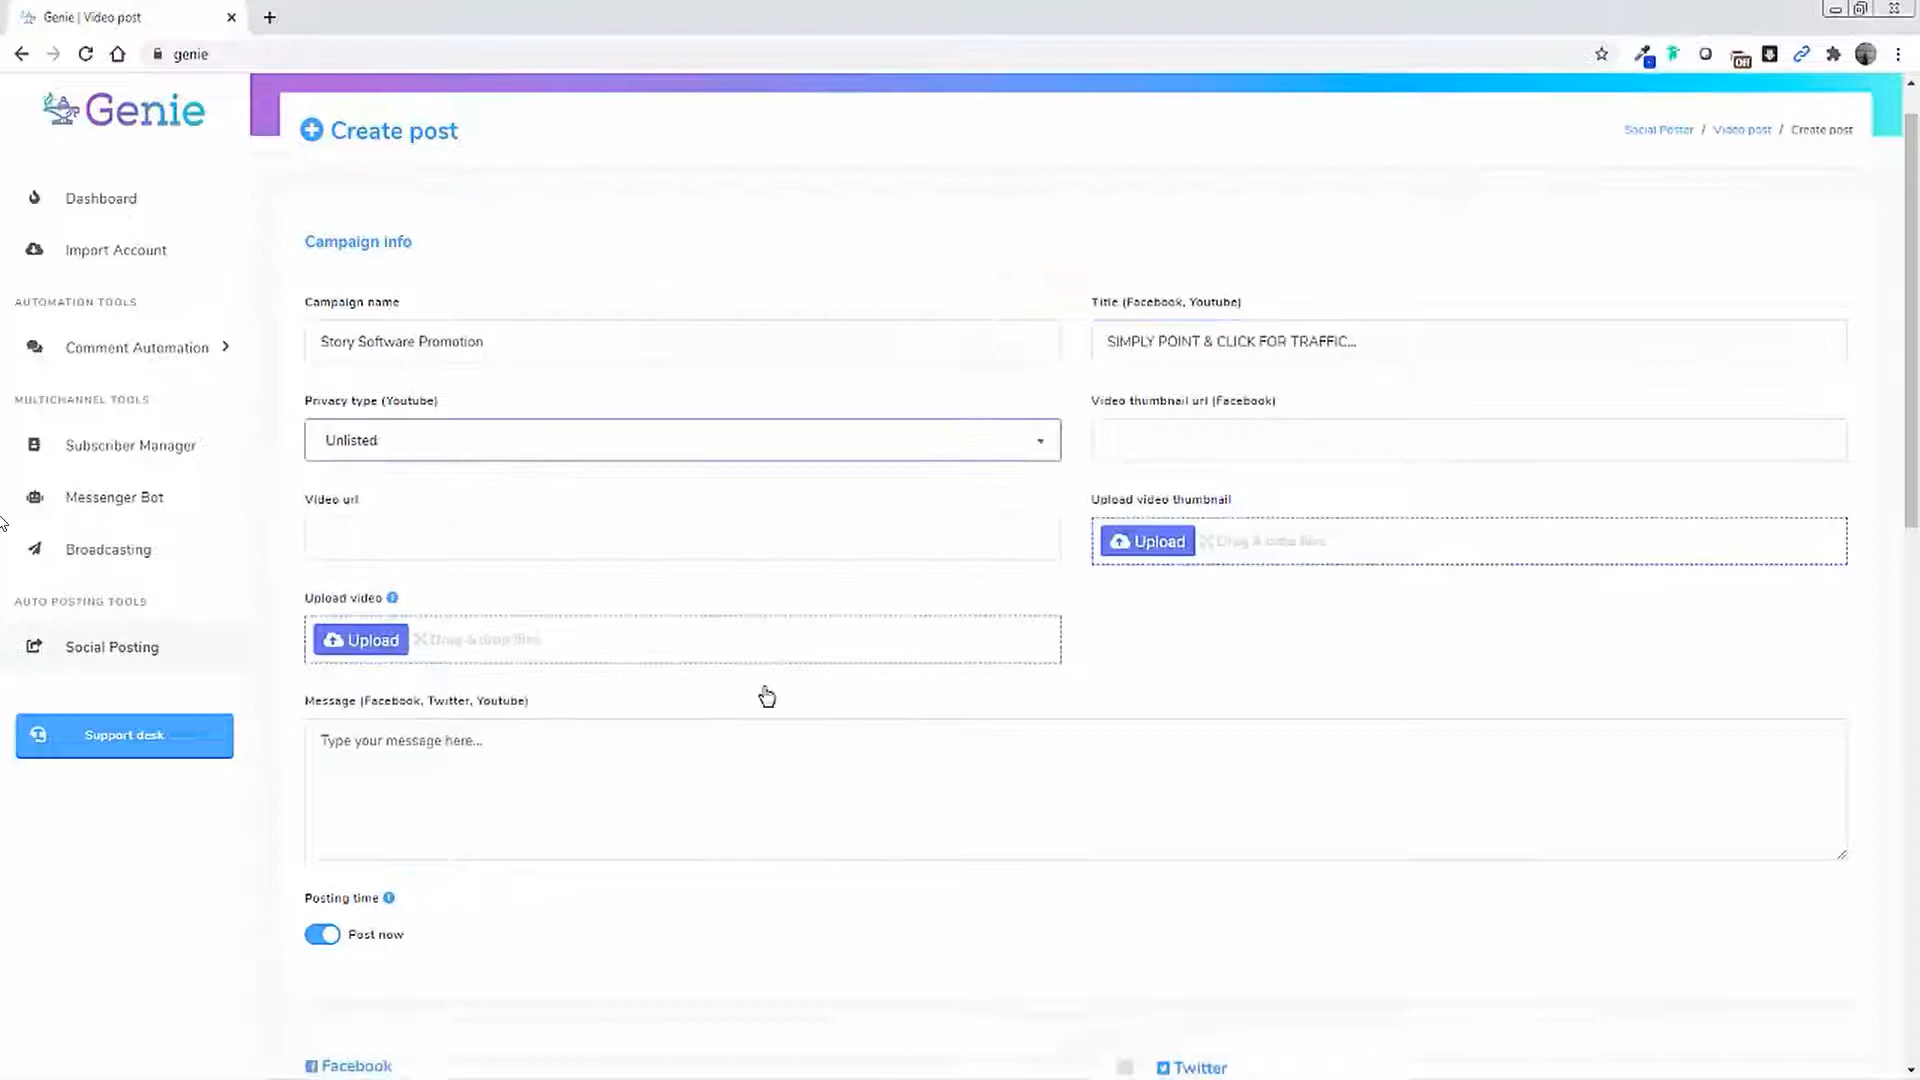 Genie | Video post
genie
Off
Genie
Create post
Social Poster / Video post / Create post
Dashboard
Import Account
AUTOMATION TOOLS
Comment Automation
MULTICHANNEL TOOLS
Subscriber Manager
Messenger Bot
Broadcasting
AUTO POSTING TOOLS
Social Posting
Support desk
Campaign info
Campaign name
Title (Facebook, Youtube)
Story Software Promotion
SIMPLY POINT & CLICK FOR TRAFFIC...
Privacy type (Youtube)
Video thumbnail url (Facebook)
Unlisted
Video url
Upload video thumbnail
Upload Drag & drop files
Upload video
Upload Drag & drop files
Message (Facebook, Twitter, Youtube)
Type your message here...
Posting time
Post now
Facebook
Twitter